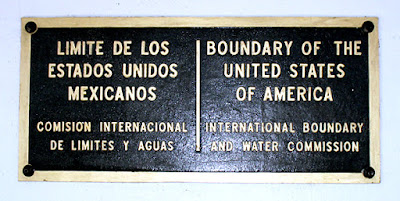 LIMITE DE LOS
ESTADOS UNIDOS
MEXICANOS
COMISIÓN INTERNACIONAL
DE LIMITES Y AGUAS
BOUNDARY OF THE
UNITED STATES
OF AMERICA
INTERNATIONAL BOUNDARY
AND WATER COMMISSION